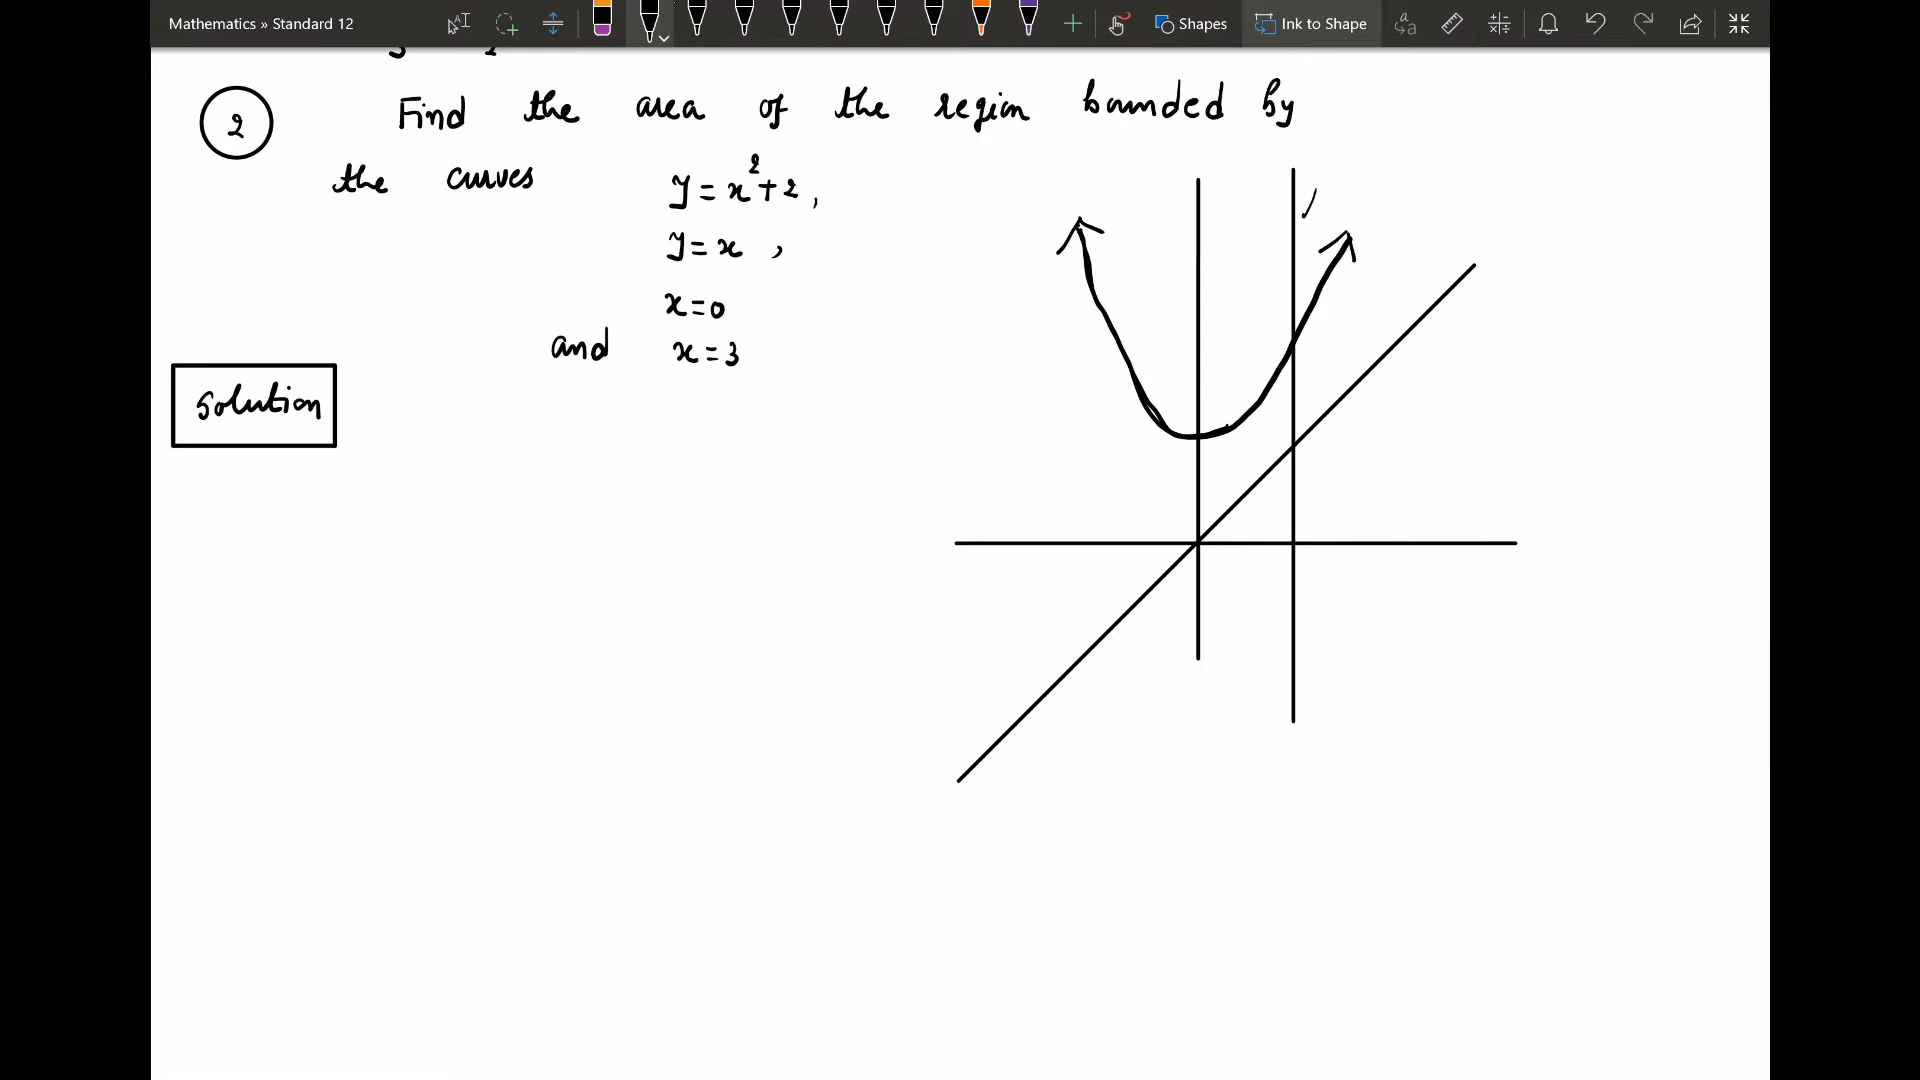 Mathematics » Standard 12
Shapes
Ink to Shape
2
Find the area of the region bounded by
the curves y = x² + 2,
y = x ,
x = 0
and x = 3
Solution